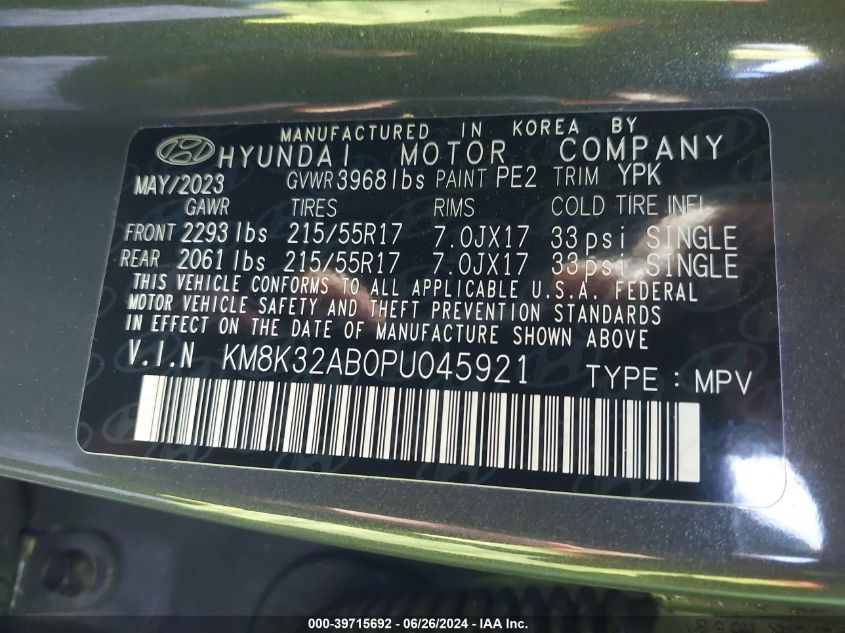 MANUFACTURED IN KOREA BY
HYUNDAI MOTOR COMPANY
MAY/2023 GVWR 3968 lbs PAINT PE2 TRIM YPK
GAWR TIRES RIMS COLD TIRE INFL
FRONT 2293 lbs 215/55R17 7.0JX17 33psi SINGLE
REAR 2061 lbs 215/55R17 7.0JX17 33psi SINGLE
THIS VEHICLE CONFORMS TO ALL APPLICABLE U.S.A. FEDERAL
MOTOR VEHICLE SAFETY AND THEFT PREVENTION STANDARDS
IN EFFECT ON THE DATE OF MANUFACTURE SHOWN ABOVE
V.I.N KM8K32AB0PU045921 TYPE : MPV
000-39715692 - 06/26/2024 - IAA Inc.